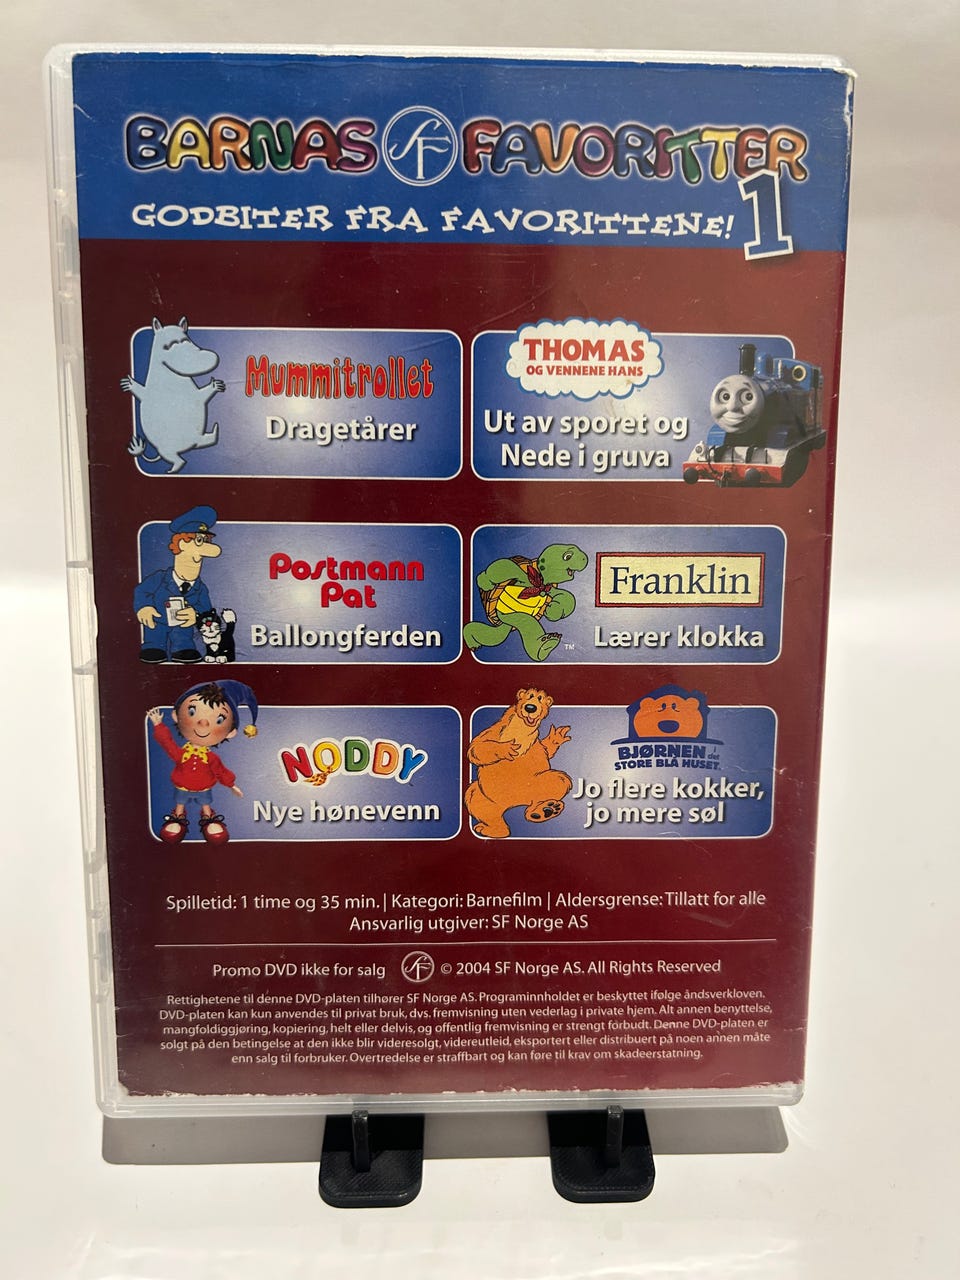 BARNAS SF FAVORITTER
GODBITER FRA FAVORITTENE! 1
Mummitrollet
Dragetårer
THOMAS
OG VENNENE HANS
Ut av sporet og
Nede i gruva
Postmann
Pat
Ballongferden
Franklin
Lærer klokka
TM
NODDY
Nye hønevenn
BJØRNEN i det
STORE BLÅ HUSET.
Jo flere kokker,
jo mere søl
Spilletid: 1 time og 35 min. | Kategori: Barnefilm | Aldersgrense: Tillatt for alle
Ansvarlig utgiver: SF Norge AS
Promo DVD ikke for salg SF © 2004 SF Norge AS. All Rights Reserved
Rettighetene til denne DVD-platen tilhører SF Norge AS. Programinnholdet er beskyttet ifølge åndsverkloven.
DVD-platen kan kun anvendes til privat bruk, dvs. fremvisning uten vederlag i private hjem. Alt annen benyttelse,
mangfoldiggjøring, kopiering, helt eller delvis, og offentlig fremvisning er strengt forbudt. Denne DVD-platen er
solgt på den betingelse at den ikke blir videresolgt, videreutleid, eksportert eller distribuert på noen annen måte
enn salg til forbruker. Overtredelse er straffbart og kan føre til krav om skadeerstatning.